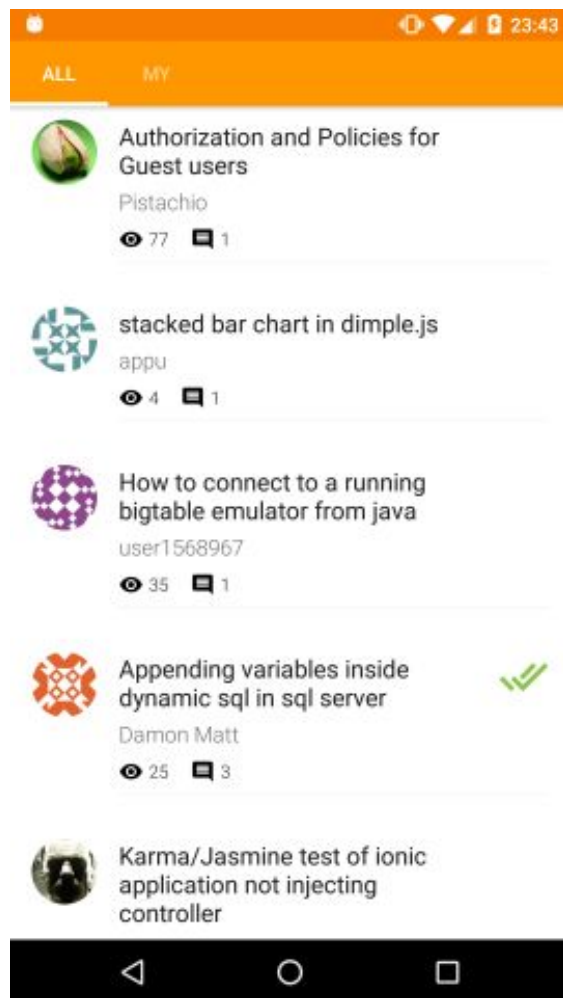 23:43
ALL MY
Authorization and Policies for
Guest users
Pistachio
77 1
stacked bar chart in dimple.js
appu
4 1
How to connect to a running
bigtable emulator from java
user1568967
35 1
Appending variables inside
dynamic sql in sql server
Damon Matt
25 3
Karma/Jasmine test of ionic
application not injecting
controller